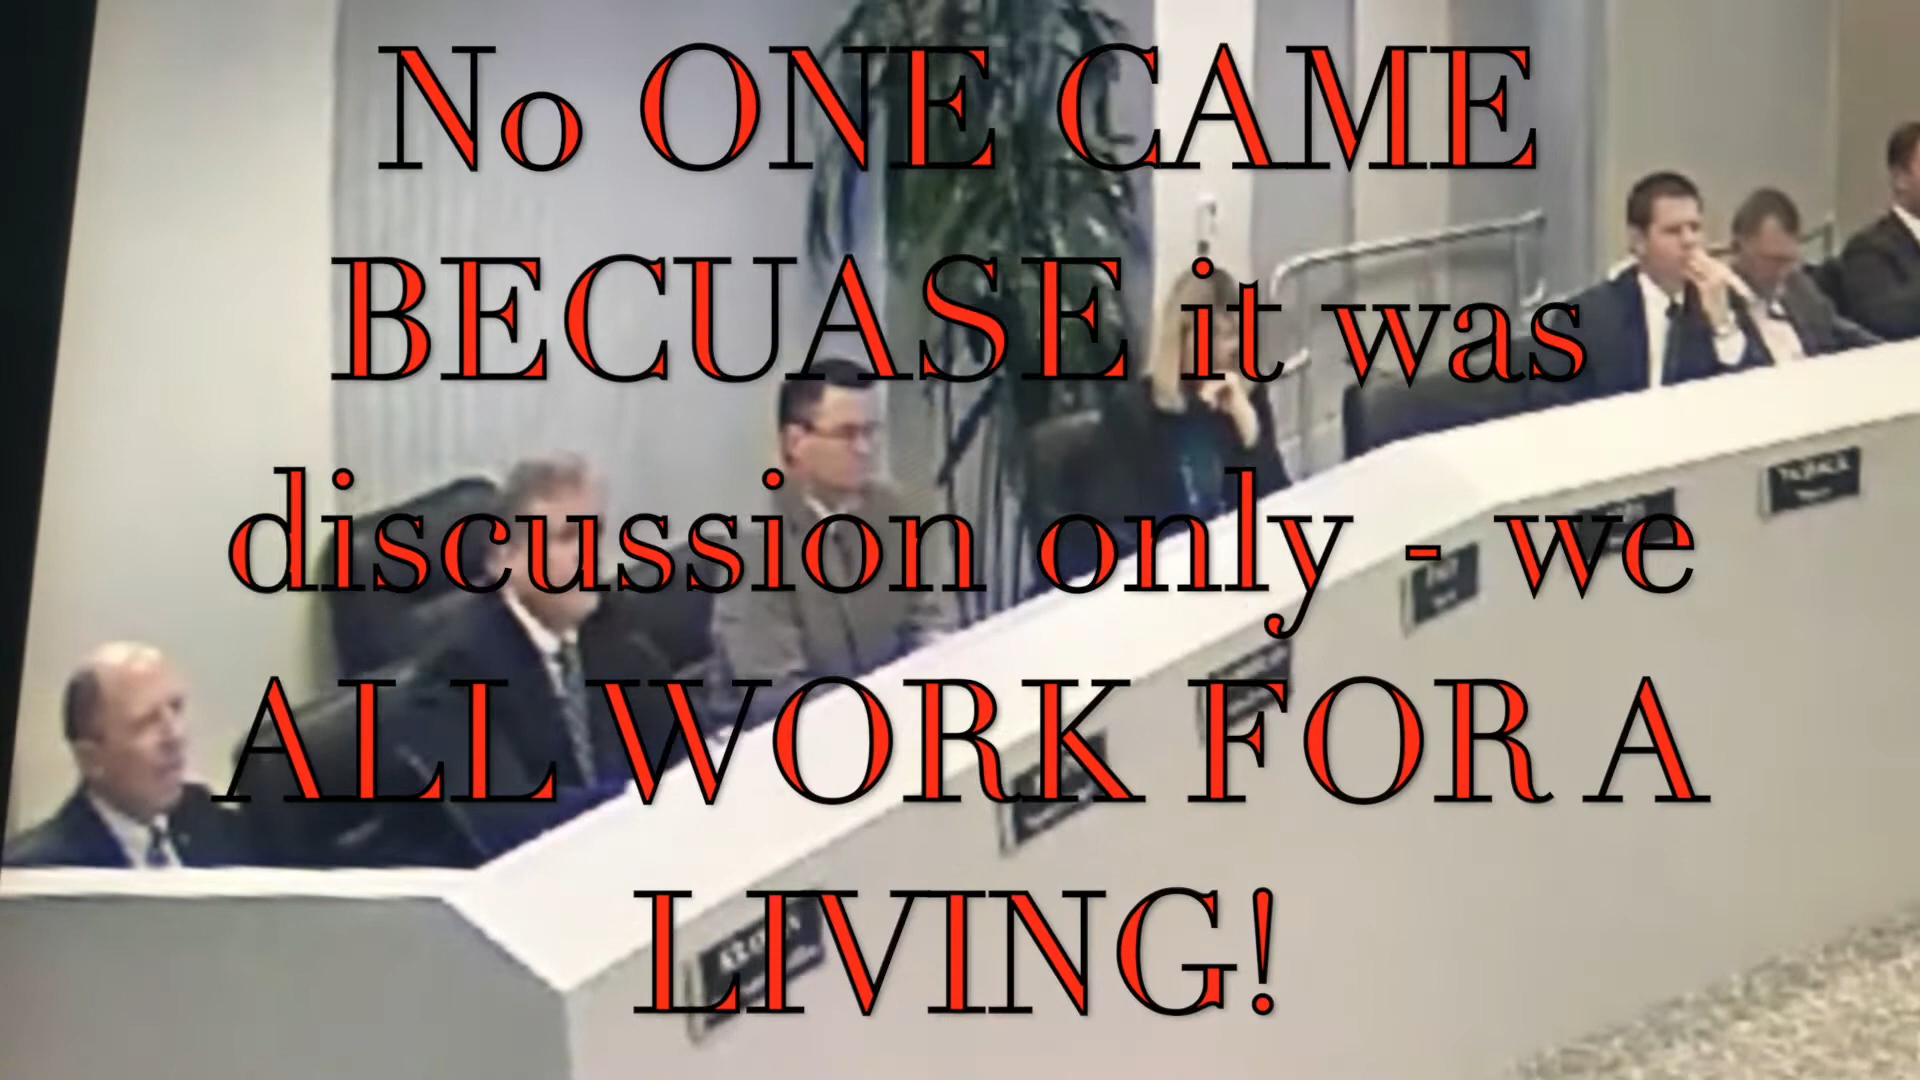 No ONE CAME
BECUASE it was
discussion only - we
ALL WORK FOR A
LIVING!